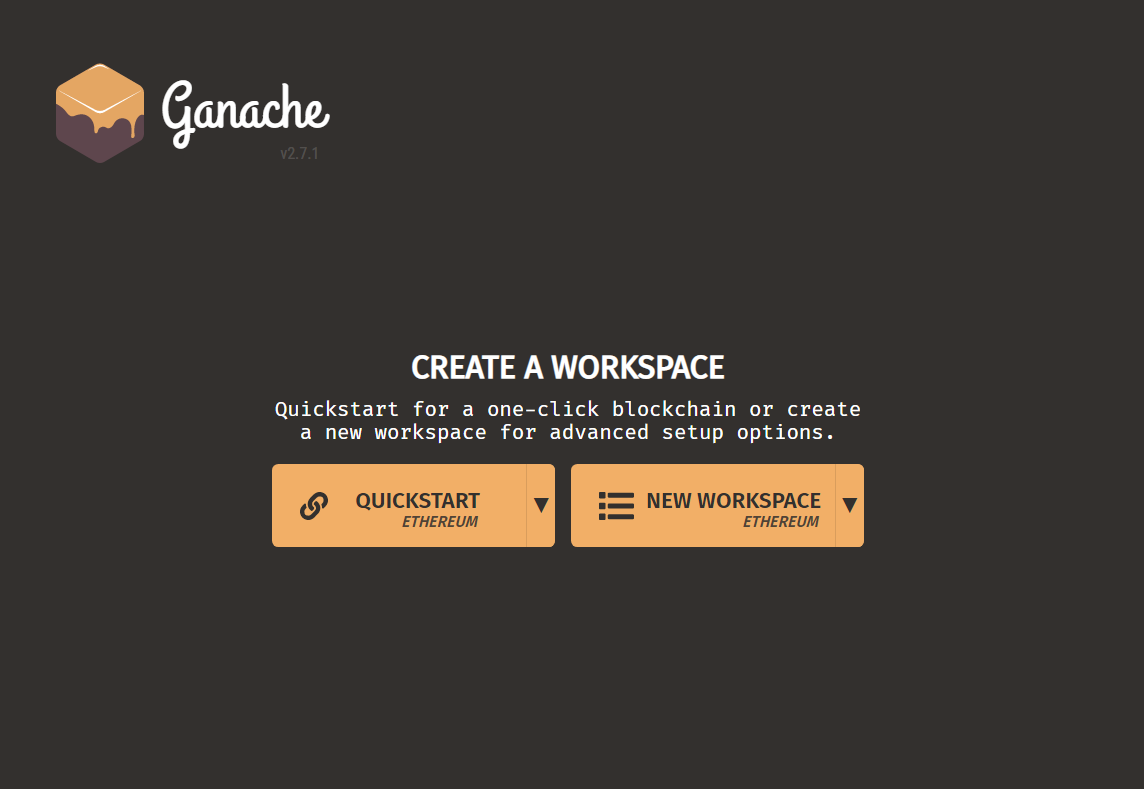 Ganache
v2.7.1
CREATE A WORKSPACE
Quickstart for a one-click blockchain or create
a new workspace for advanced setup options.
QUICKSTART
ETHEREUM
NEW WORKSPACE
ETHEREUM